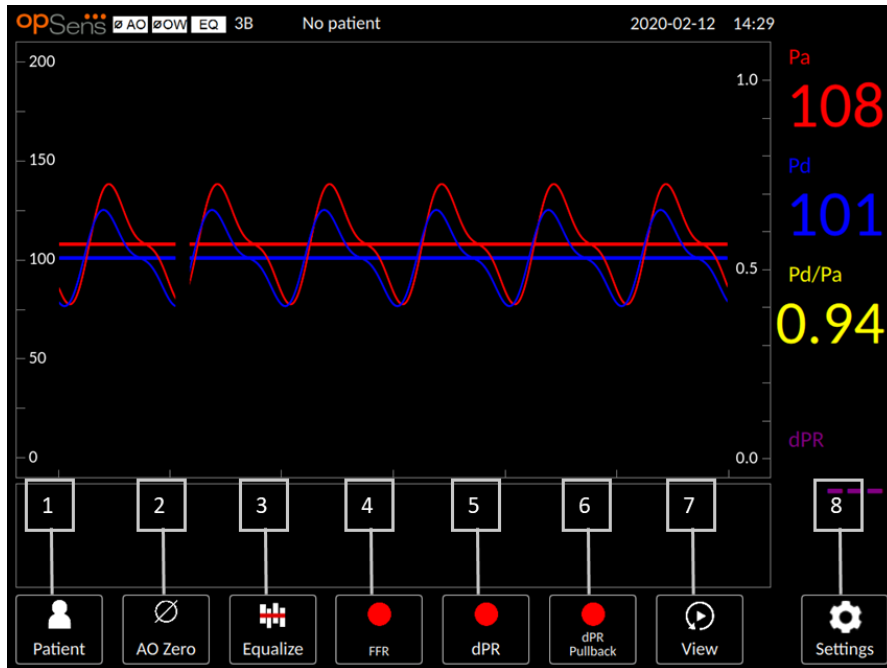 opSens ø AO øOW EQ 3B No patient 2020-02-12 14:29
200
150
100
50
0
1.0
0.5
0.0
Pa
108
Pd
101
Pd/Pa
0.94
dPR
---
1 2 3 4 5 6 7 8
Patient
AO Zero
Equalize
FFR
dPR
dPR
Pullback
View
Settings